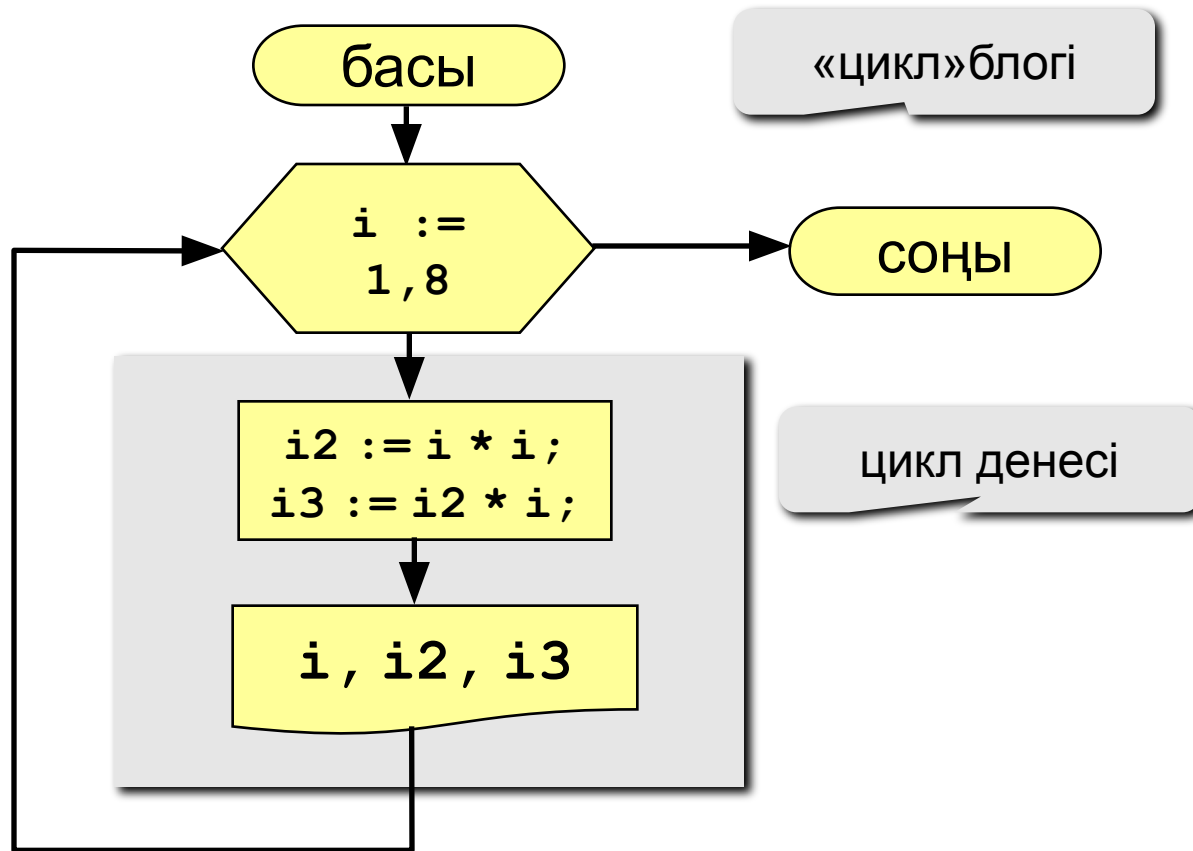 басы
«цикл»блогі
i :=
1,8
соңы
i2 := i * i;
i3 := i2 * i;
цикл денесі
i, i2, i3